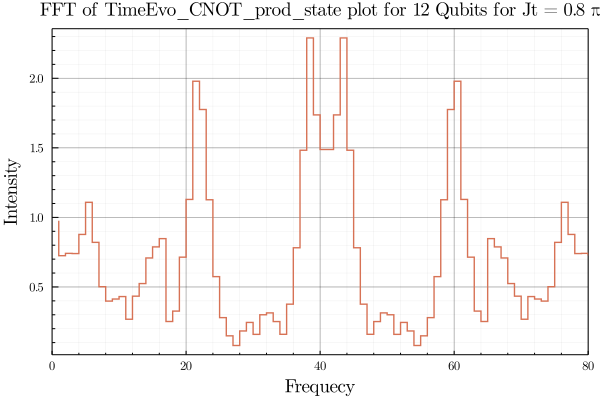 FFT of TimeEvo_CNOT_prod_state plot for 12 Qubits for Jt = 0.8 π
2.0
1.5
1.0
0.5
Intensity
0 20 40 60 80
Frequecy